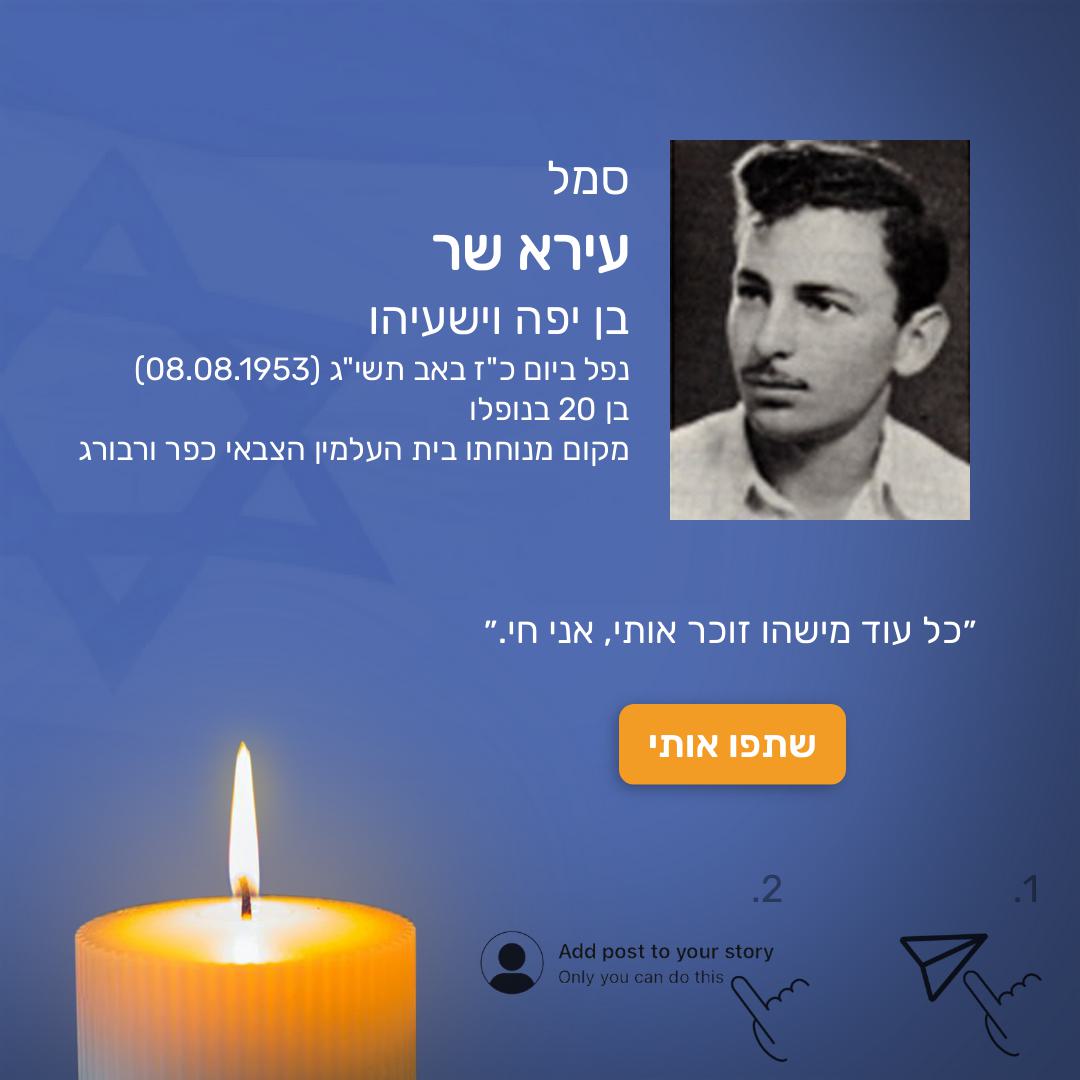 סמל
עירא שר
בן יפה וישעיהו
נפל ביום כ"ז באב תשי"ג (08.08.1953)
בן 20 בנופלו
מקום מנוחתו בית העלמין הצבאי כפר ורבורג
״כל עוד מישהו זוכר אותי, אני חי.״
שתפו אותי
.1
.2
Add post to your story
Only you can do this